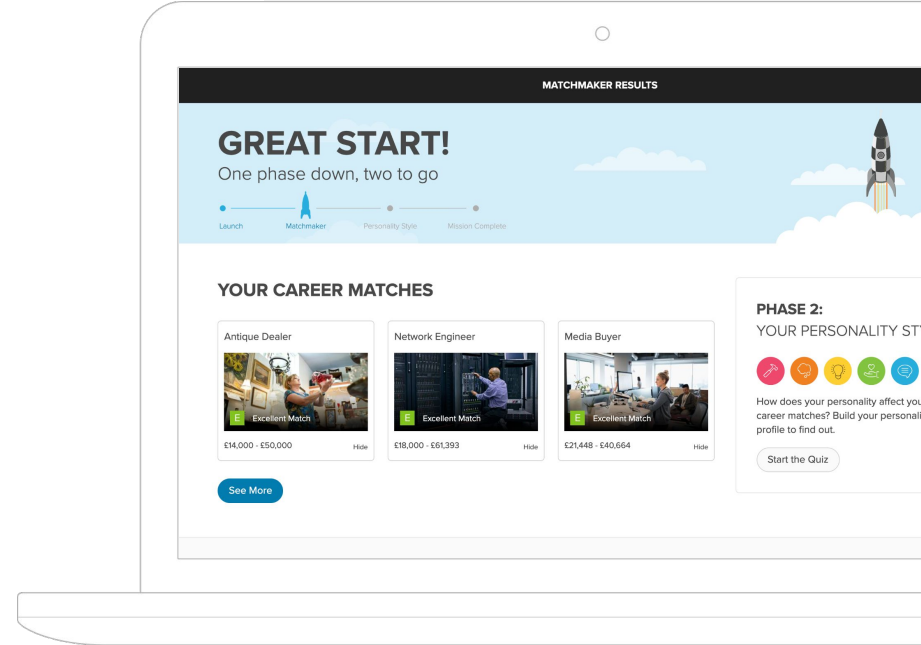 MATCHMAKER RESULTS
GREAT START!
One phase down, two to go
Launch
Matchmaker
Personality Style
Mission Complete
YOUR CAREER MATCHES
Antique Dealer
E Excellent Match
£14,000 - £50,000
Hide
Network Engineer
E Excellent Match
£18,000 - £61,393
Hide
Media Buyer
E Excellent Match
£21,448 - £40,664
Hide
See More
PHASE 2:
YOUR PERSONALITY
How does your personality affect
career matches? Build your
profile to find out.
Start the Quiz